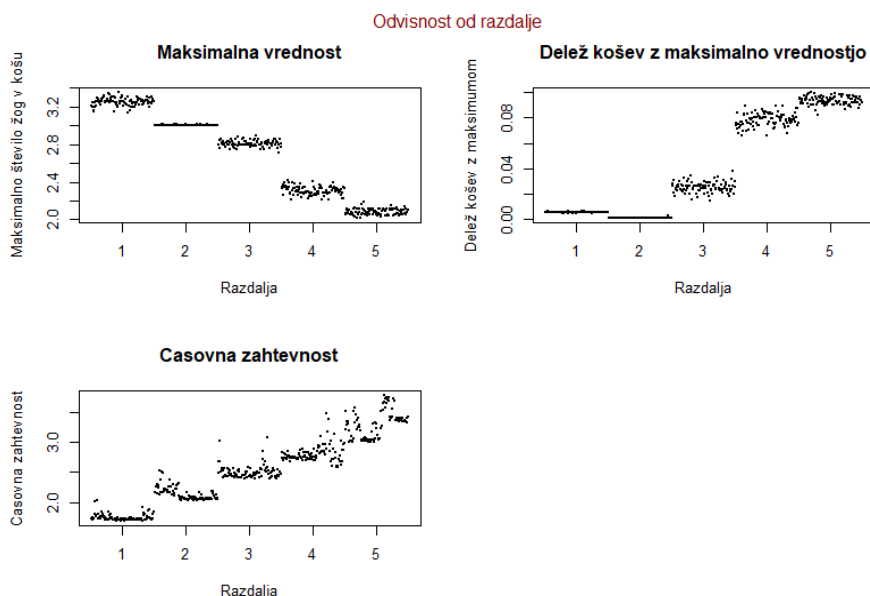 Odvisnost od razdalje
Maksimalna vrednost
Maksimalno število žog v košu
2.0 2.4 2.8 3.2
1 2 3 4 5
Razdalja
Delež košev z maksimalno vrednostjo
Delež košev z maksimumom
0.00 0.04 0.08
1 2 3 4 5
Razdalja
Casovna zahtevnost
Casovna zahtevnost
2.0 3.0
1 2 3 4 5
Razdalja